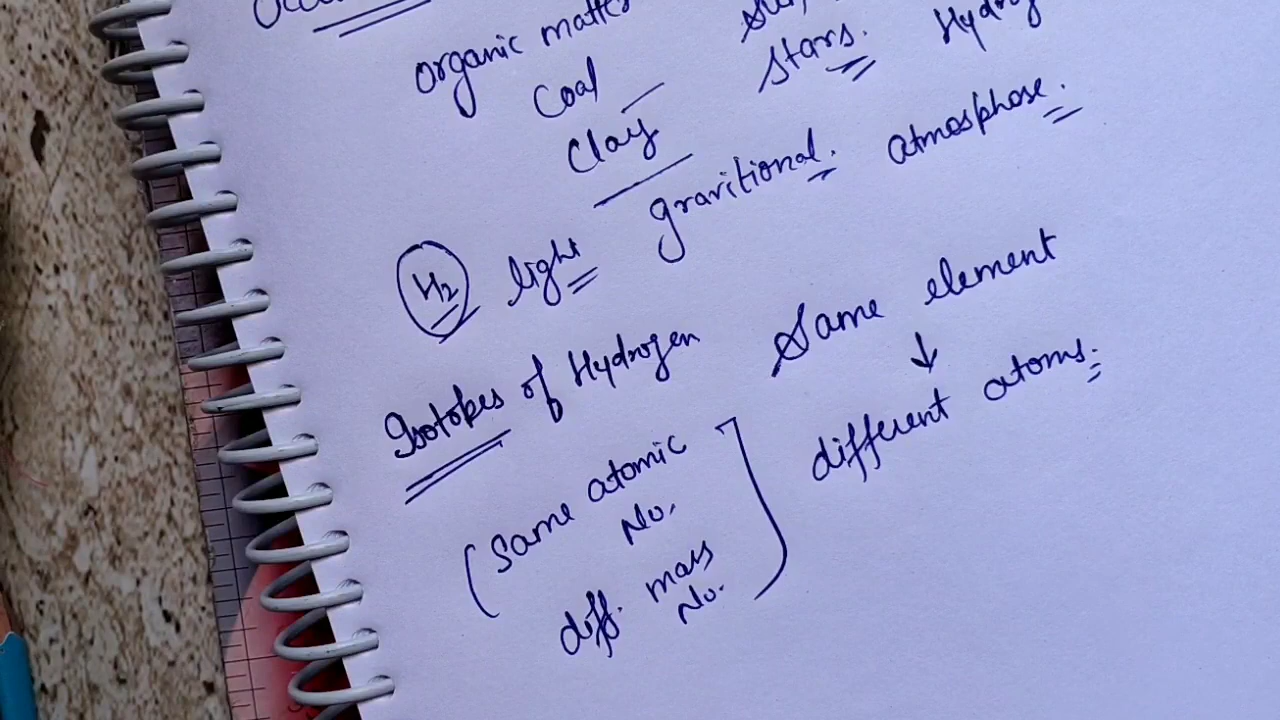 organic matter
Coal
Clay
Stars.
gravitional. atmosphose.
H2 light
Isotopes of Hydrogen
(Same atomic
No.
diff. mass
No.
Same element
↓
different atoms.